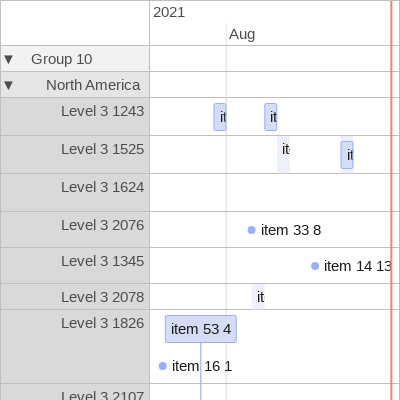 2021
Aug
▼ Group 10
▼ North America
Level 3 1243
it
it
Level 3 1525
it
it
Level 3 1624
Level 3 2076
item 33 8
Level 3 1345
item 14 13
Level 3 2078
it
Level 3 1826
item 53 4
item 16 1
Level 3 2107